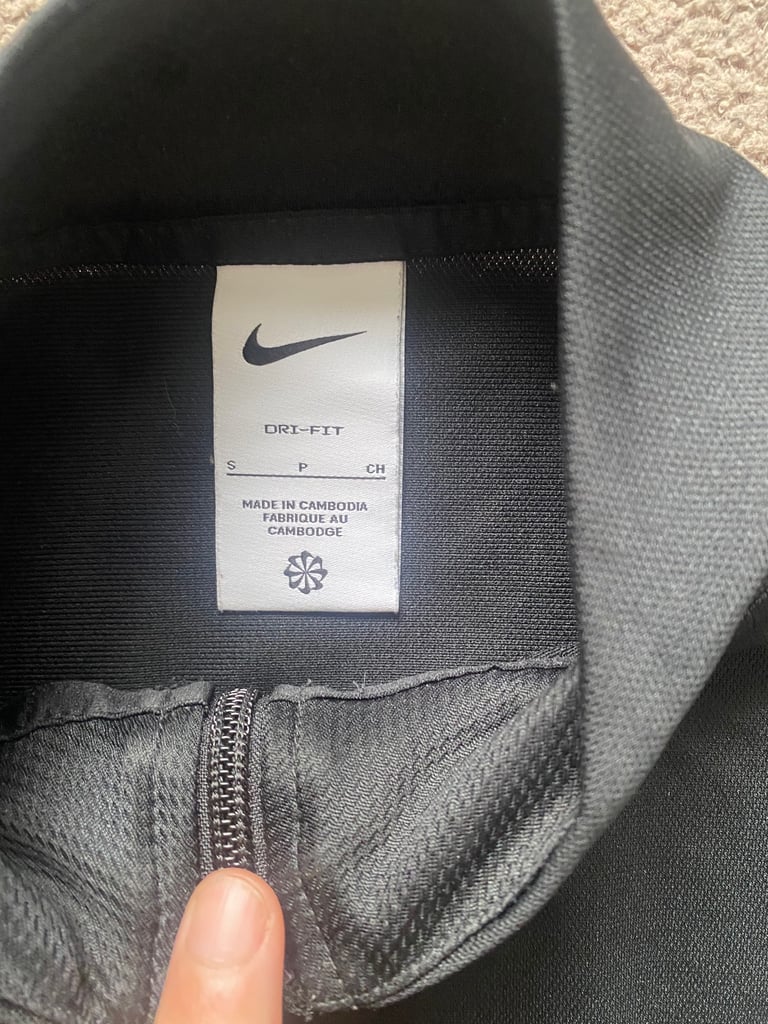 DRI-FIT
S P CH
MADE IN CAMBODIA
FABRIQUE AU
CAMBODGE